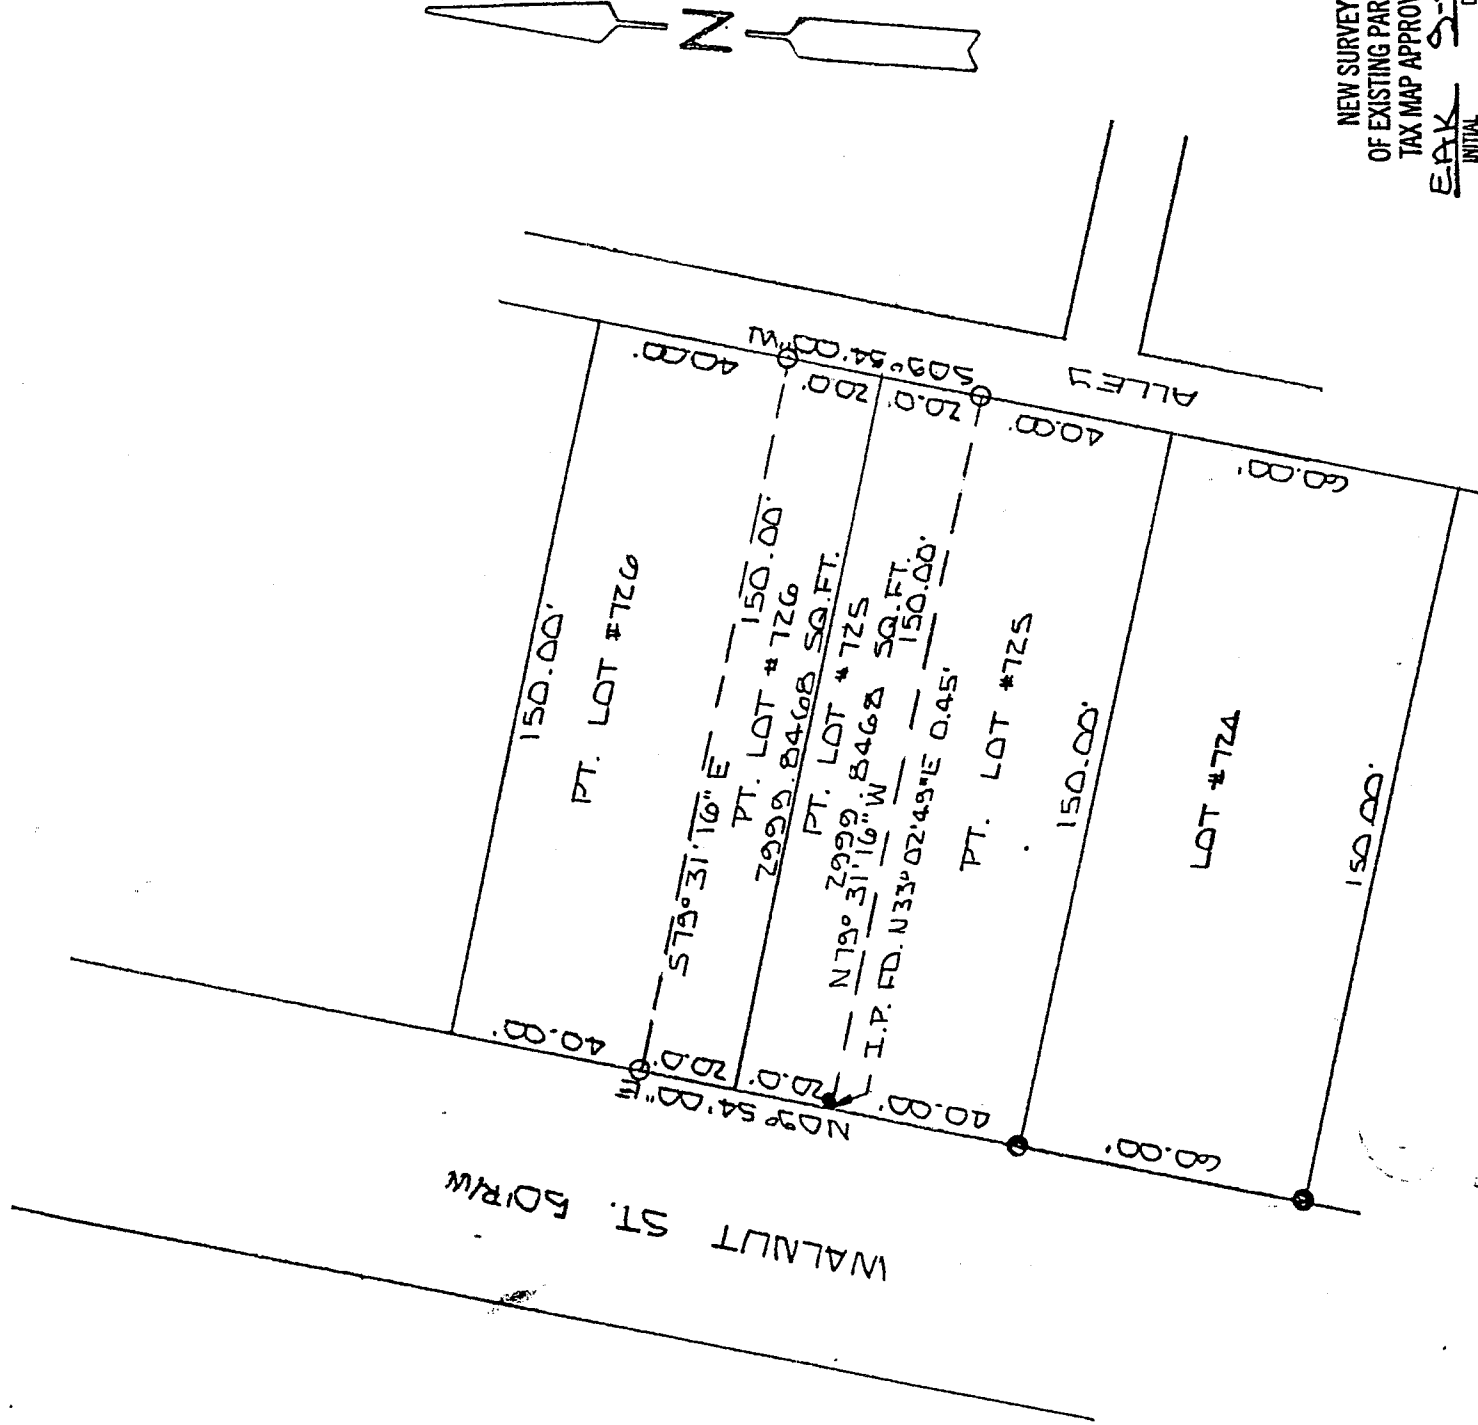 N
NEW SURVEY
OF EXISTING
TAX MAP
EAK
INITIAL
40.00'
S09°54'00"W
20.0'
20.0'
ALLEY
40.00'
60.00'
150.00'
PT. LOT #726
S79°31'16"E 150.00'
PT. LOT #726
2999.8468 SQ.FT.
PT. LOT #725
2999.8468 SQ.FT.
N79°31'16"W 150.00'
I.P. FD. N33°02'49"E 0.45'
PT. LOT #725
150.00'
LOT #724
150.00'
40.00'
20.0'
20.0'
N09°54'00"E
40.00'
60.00'
WALNUT ST. 50'R/W